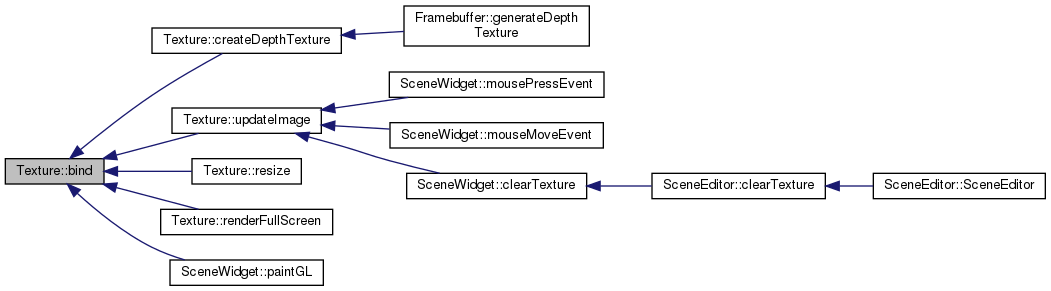 Framebuffer::generateDepth
Texture
Texture::createDepthTexture
SceneWidget::mousePressEvent
Texture::updateImage
SceneWidget::mouseMoveEvent
Texture::bind
Texture::resize
SceneWidget::clearTexture
SceneEditor::clearTexture
SceneEditor::SceneEditor
Texture::renderFullScreen
SceneWidget::paintGL